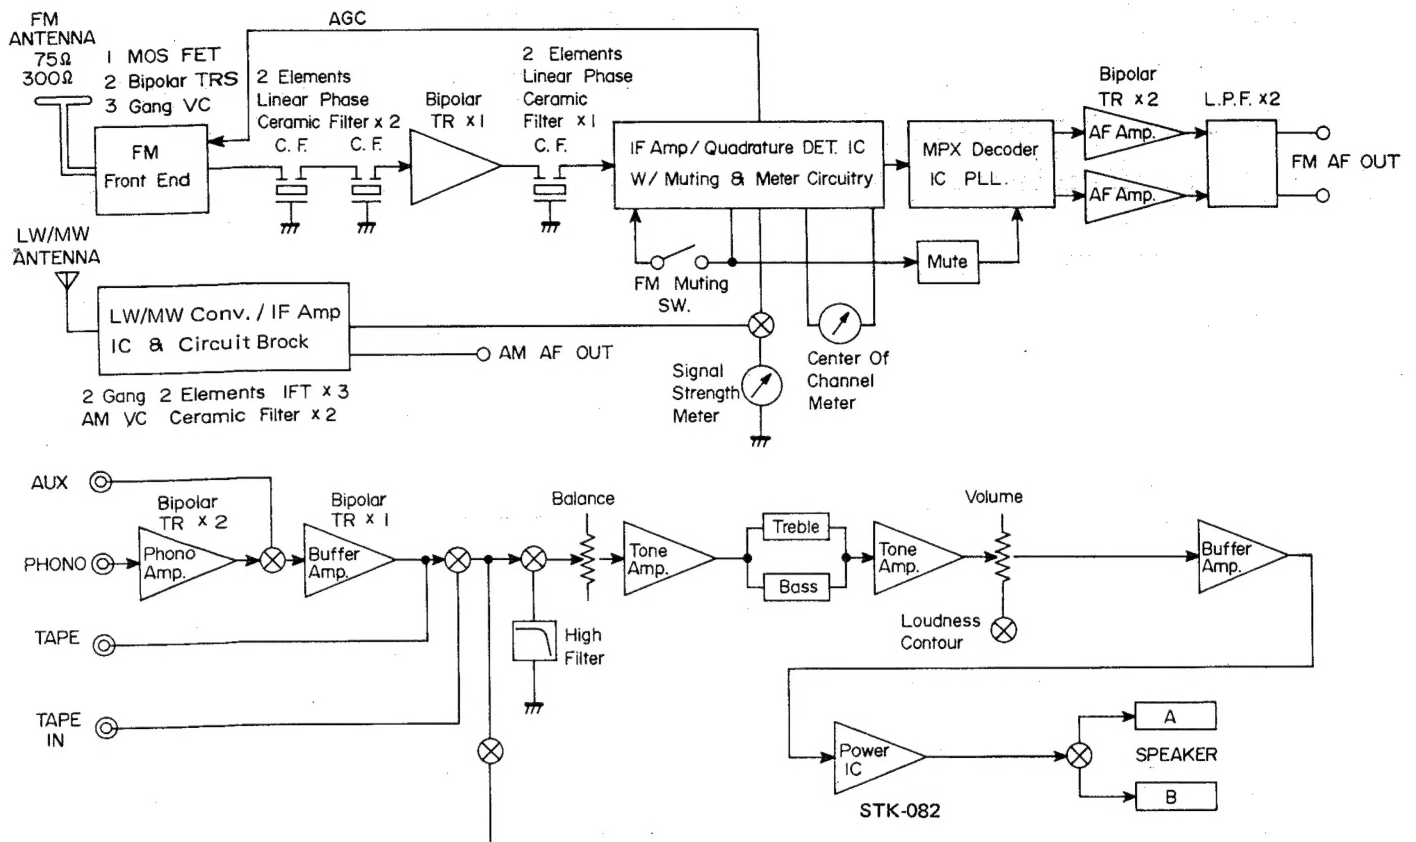 FM
ANTENNA
75Ω
300Ω
AGC
1 MOS FET
2 Bipolar TRS
3 Gang VC
2 Elements
Linear Phase
Ceramic Filter × 2
C. F.
C. F.
Bipolar
TR × 1
2 Elements
Linear Phase
Ceramic
Filter × 1
C. F.
FM
Front End
IF Amp / Quadrature DET. IC
W/ Muting & Meter Circuitry
MPX Decoder
IC PLL.
Bipolar
TR × 2
AF Amp.
AF Amp.
L.P.F. × 2
FM AF OUT
FM Muting
SW.
Mute
LW/MW
ANTENNA
LW/MW Conv. / IF Amp
IC & Circuit Brock
AM AF OUT
2 Gang 2 Elements IFT × 3
AM VC Ceramic Filter × 2
Signal
Strength
Meter
Center Of
Channel
Meter
AUX
PHONO
TAPE
TAPE
IN
Bipolar
TR × 2
Phono
Amp.
Bipolar
TR × 1
Buffer
Amp.
High
Filter
Balance
Tone
Amp.
Treble
Bass
Tone
Amp.
Volume
Loudness
Contour
Buffer
Amp.
Power
IC
STK-082
A
SPEAKER
B